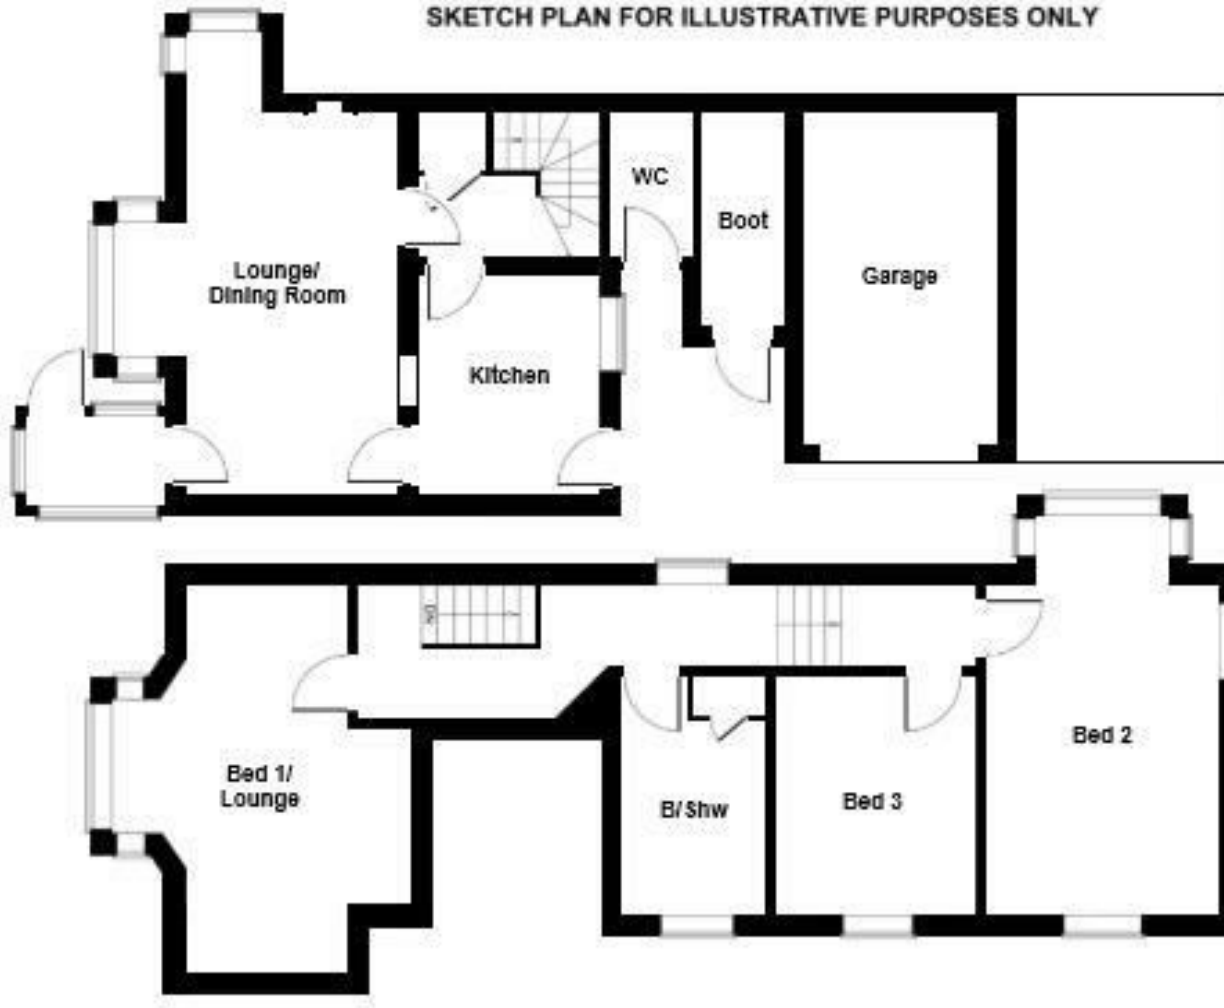 SKETCH PLAN FOR ILLUSTRATIVE PURPOSES ONLY
WC
Boot
Lounge/
Dining Room
Garage
Kitchen
DN
Bed 1/
Lounge
B/Shw
Bed 3
Bed 2